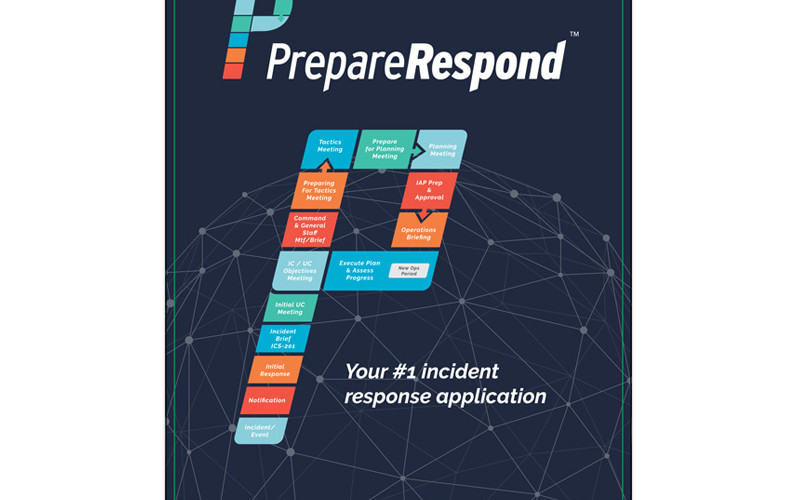 PrepareRespond™
Tactics
Meeting
Prepare
for Planning
Meeting
Planning
Meeting
Preparing
For Tactics
Meeting
IAP Prep
&
Approval
Command
& General
Staff
Mtf/Brief
Operations
Briefing
IC / UC
Objectives
Meeting
Execute Plan
& Assess
Progress
New Ops
Period
Initial UC
Meeting
Incident
Brief
ICS-201
Initial
Response
Notification
Incident/
Event
Your #1 incident
response application